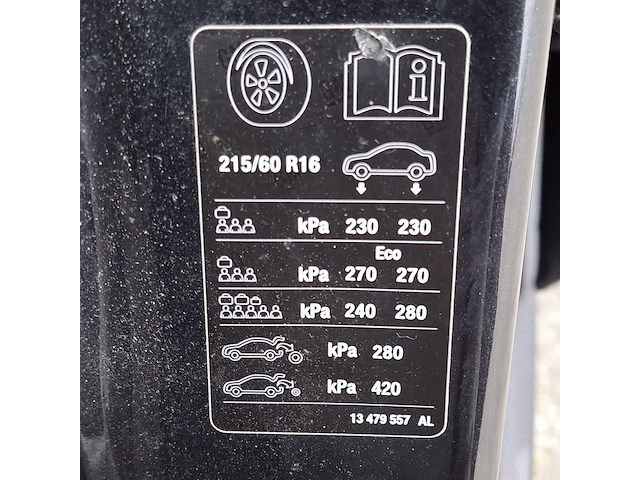 i
215/60 R16
kPa 230 230
Eco
kPa 270 270
kPa 240 280
kPa 280
kPa 420
13 479 557 AL